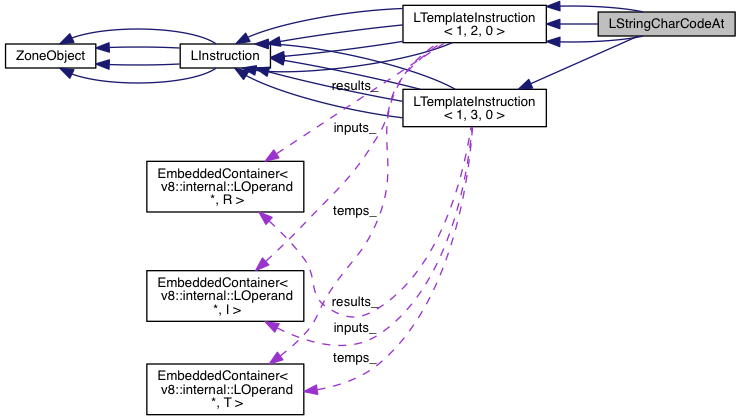 LTemplateInstruction
< 1, 2, 0 >
LStringCharCodeAt
ZoneObject
LInstruction
results_
LTemplateInstruction
< 1, 3, 0 >
inputs_
EmbeddedContainer<
v8::internal::LOperand
*, R >
temps_
EmbeddedContainer<
v8::internal::LOperand
*, I >
results_
inputs_
temps_
EmbeddedContainer<
v8::internal::LOperand
*, T >